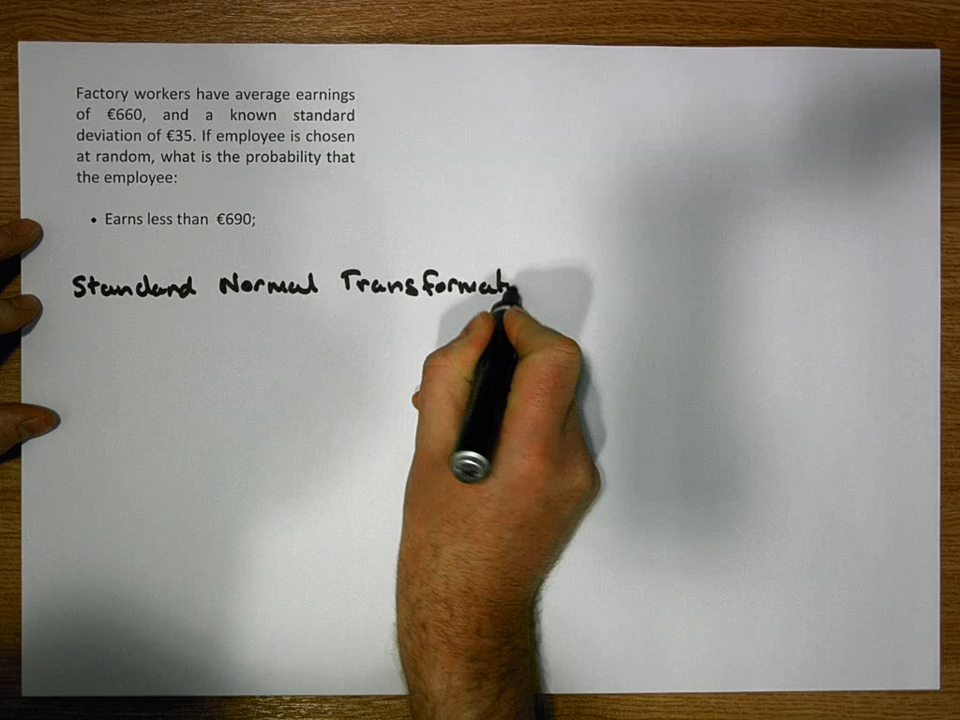 Factory workers have average earnings
of €660, and a known standard
deviation of €35. If employee is chosen
at random, what is the probability that
the employee:
• Earns less than €690;
Standard Normal Transformat